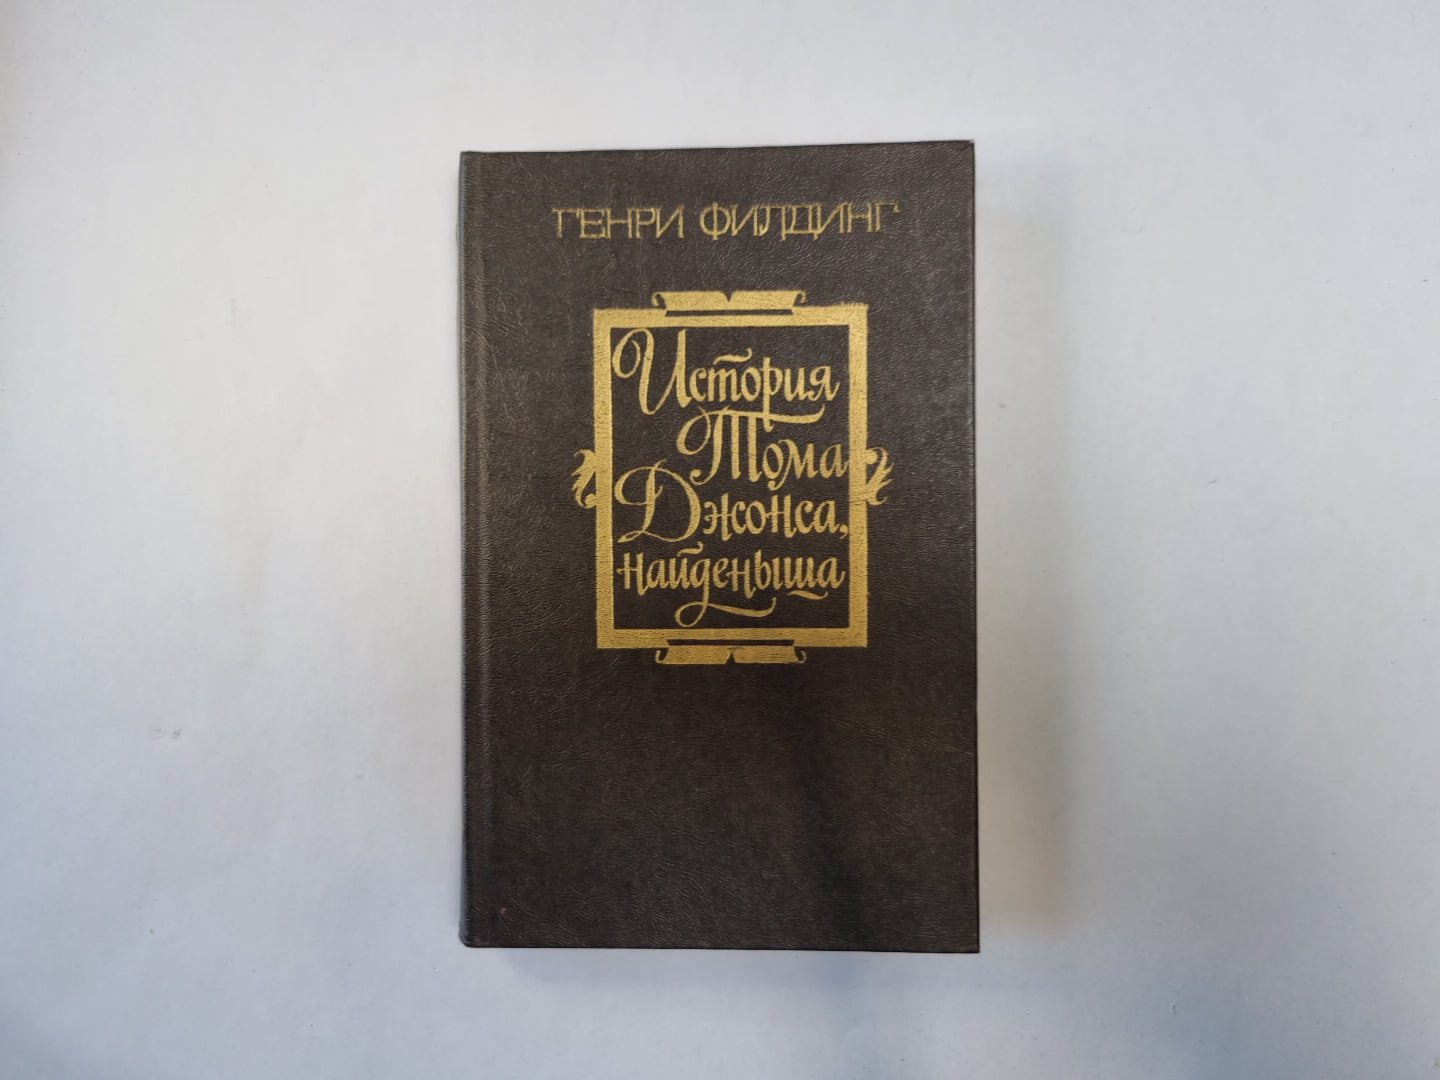 ГЕНРИ ФИЛДИНГ
История
Тома
Джонса,
найденыша